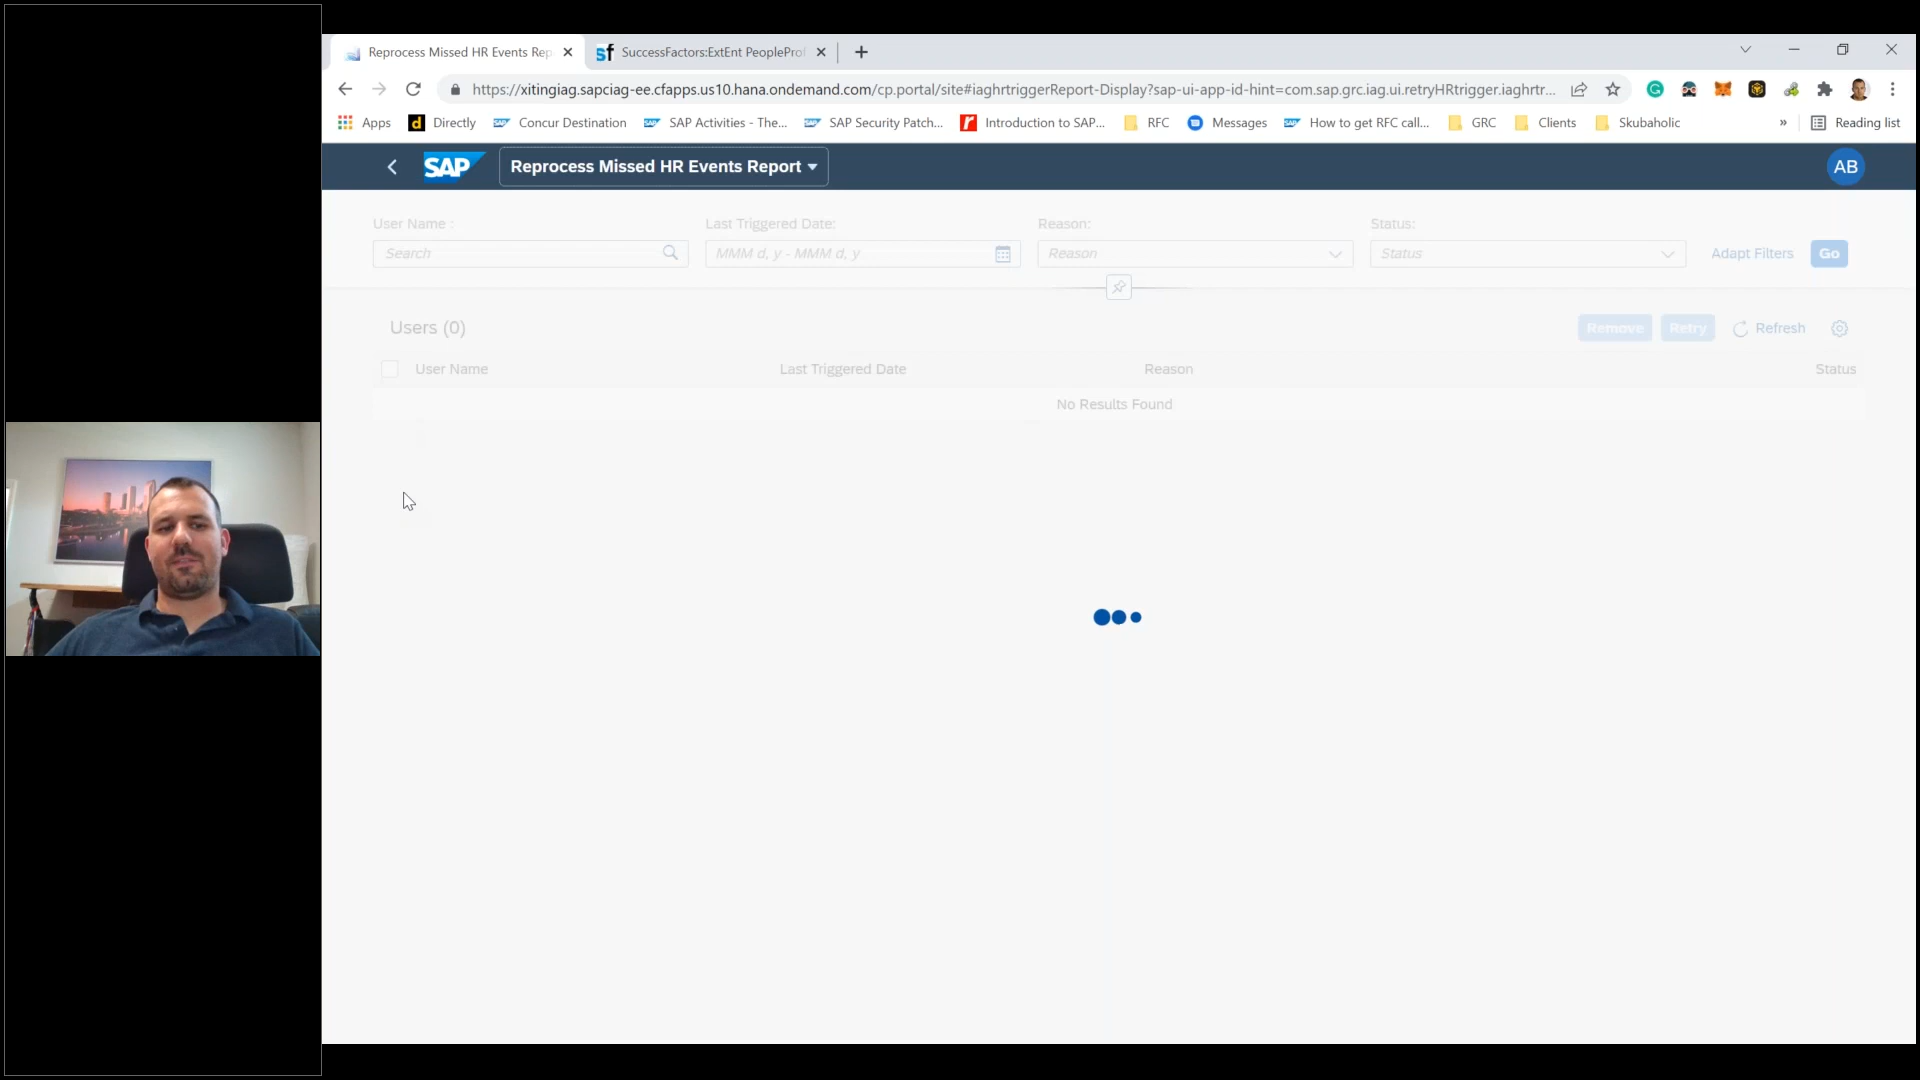 Reprocess Missed HR Events Rep
SuccessFactors:ExtEnt PeopleProf
https://xitingiag.sapciag-ee.cfapps.us10.hana.ondemand.com/cp.portal/site#iaghrtriggerReport-Display?sap-ui-app-id-hint=com.sap.grc.iag.ui.retryHRtrigger.iaghrtr...
Apps Directly Concur Destination SAP Activities - The... SAP Security Patch... Introduction to SAP... RFC Messages How to get RFC call... GRC Clients Skubaholic » Reading list
SAP Reprocess Missed HR Events Report AB
User Name : Last Triggered Date: Reason: Status:
Search MMM d, y - MMM d, y Reason Status Adapt Filters Go
Users (0) Remove Retry Refresh
User Name Last Triggered Date Reason Status
No Results Found